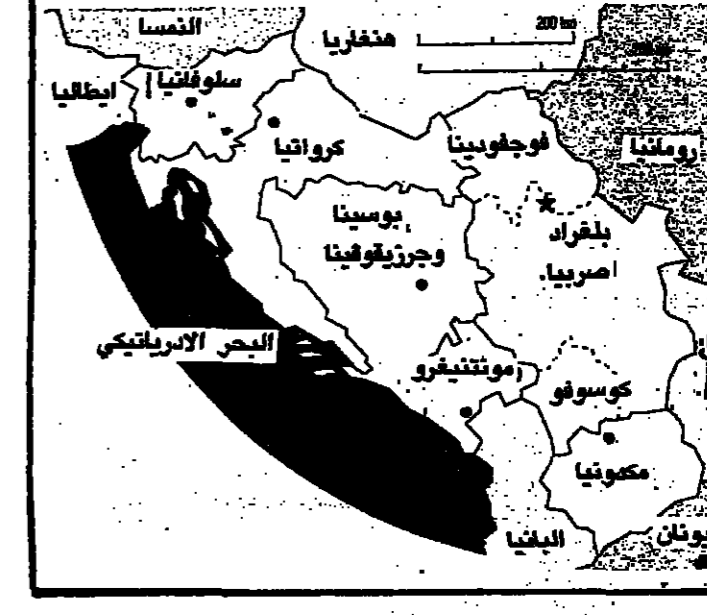 النمسا
200 km
هنغاريا
سلوفانيا
ايطاليا
كرواتيا
فوجفودينا
رومانيا
بوسينا
وجرزيقوفينا
بلغراد
صربيا.
البحر الادرياتيكي
مونتنيغرو
كوسوفو
مكدونيا
البانيا
يونان